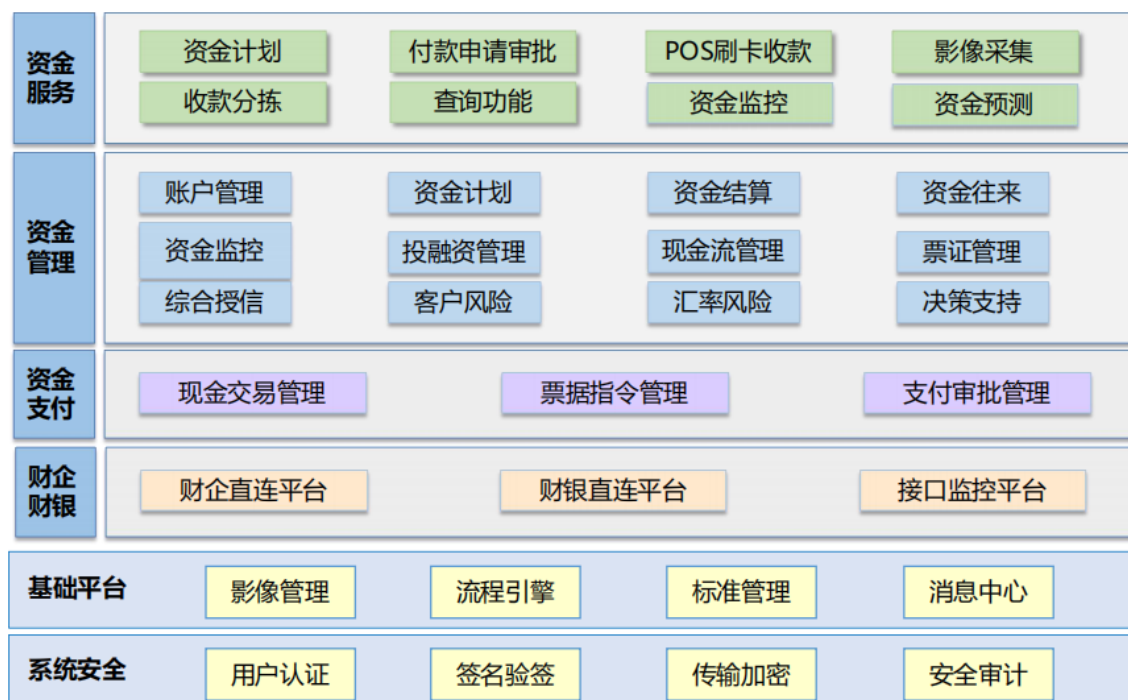 资金
服务
资金计划 付款申请审批 POS刷卡收款 影像采集
收款分拣 查询功能 资金监控 资金预测
资金
管理
账户管理 资金计划 资金结算 资金往来
资金监控 投融资管理 现金流管理 票证管理
综合授信 客户风险 汇率风险 决策支持
资金
支付
现金交易管理 票据指令管理 支付审批管理
财企
财银
财企直连平台 财银直连平台 接口监控平台
基础平台 影像管理 流程引擎 标准管理 消息中心
系统安全 用户认证 签名验签 传输加密 安全审计